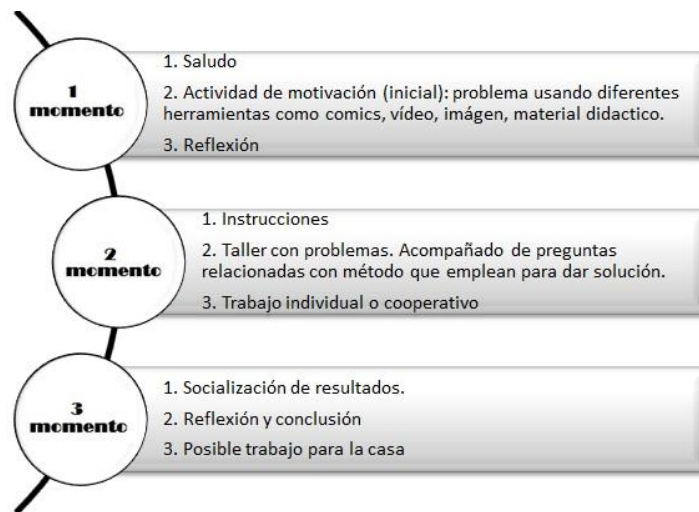 1
momento
1. Saludo
2. Actividad de motivación (inicial): problema usando diferentes
herramientas como comics, vídeo, imágen, material didactico.
3. Reflexión
2
momento
1. Instrucciones
2. Taller con problemas. Acompañado de preguntas
relacionadas con método que emplean para dar solución.
3. Trabajo individual o cooperativo
3
momento
1. Socialización de resultados.
2. Reflexión y conclusión
3. Posible trabajo para la casa